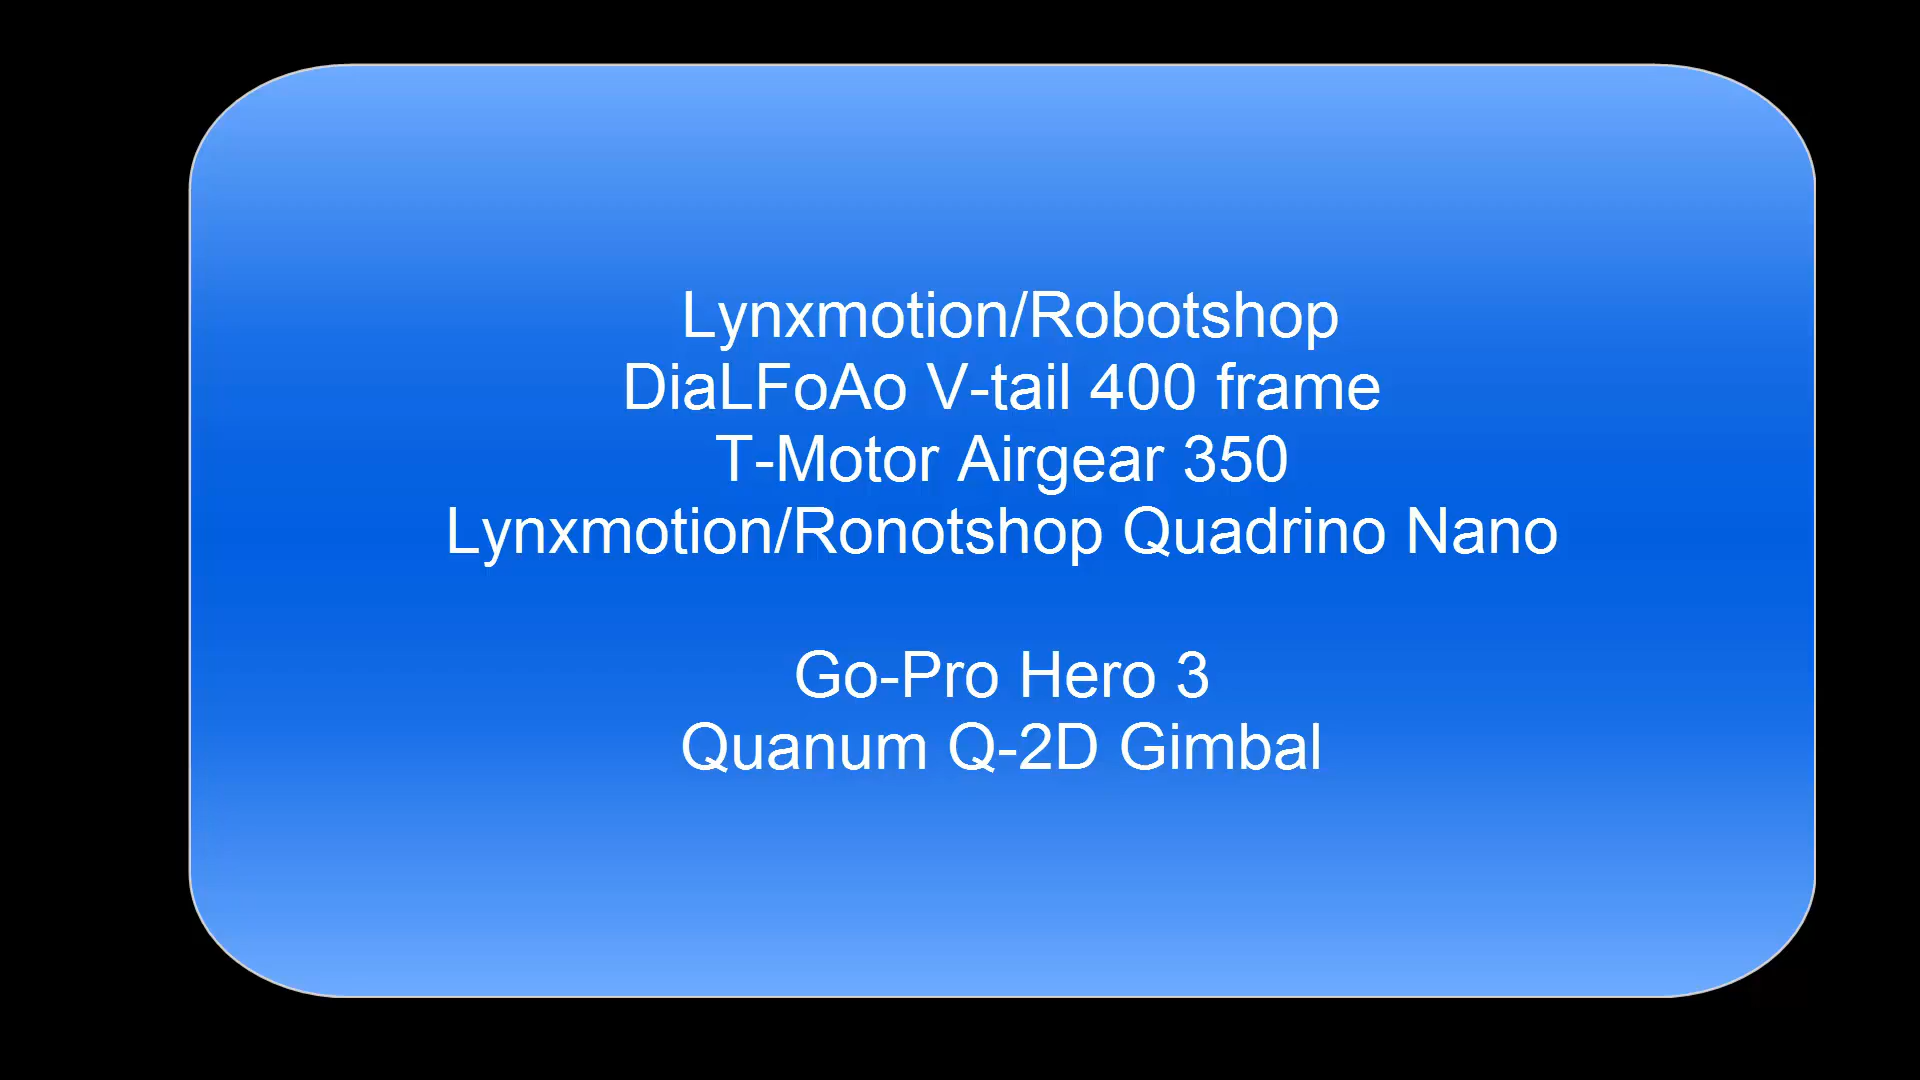 Lynxmotion/Robotshop
DiaLFoAo V-tail 400 frame
T-Motor Airgear 350
Lynxmotion/Ronotshop Quadrino Nano
Go-Pro Hero 3
Quanum Q-2D Gimbal